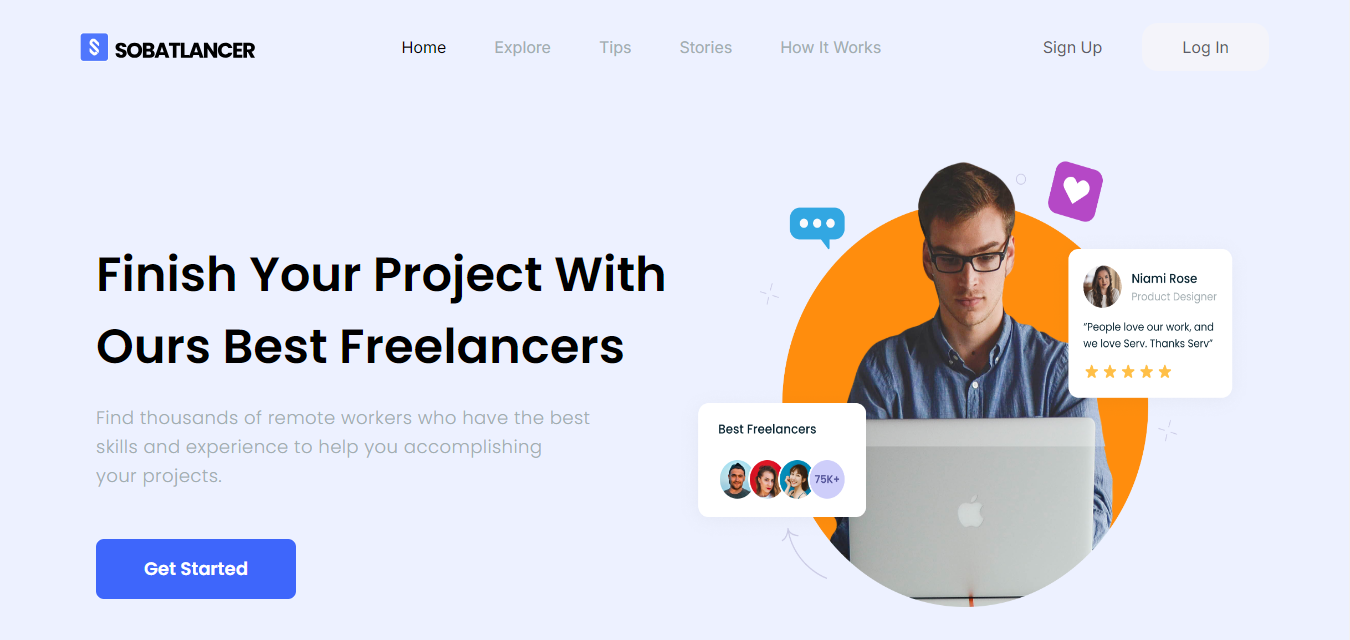 SOBATLANCER
Home
Explore
Tips
Stories
How It Works
Sign Up
Log In
Finish Your Project With
Ours Best Freelancers
Find thousands of remote workers who have the best
skills and experience to help you accomplishing
your projects.
Get Started
Niami Rose
Product Designer
“People love our work, and
we love Serv. Thanks Serv”
Best Freelancers
75K+